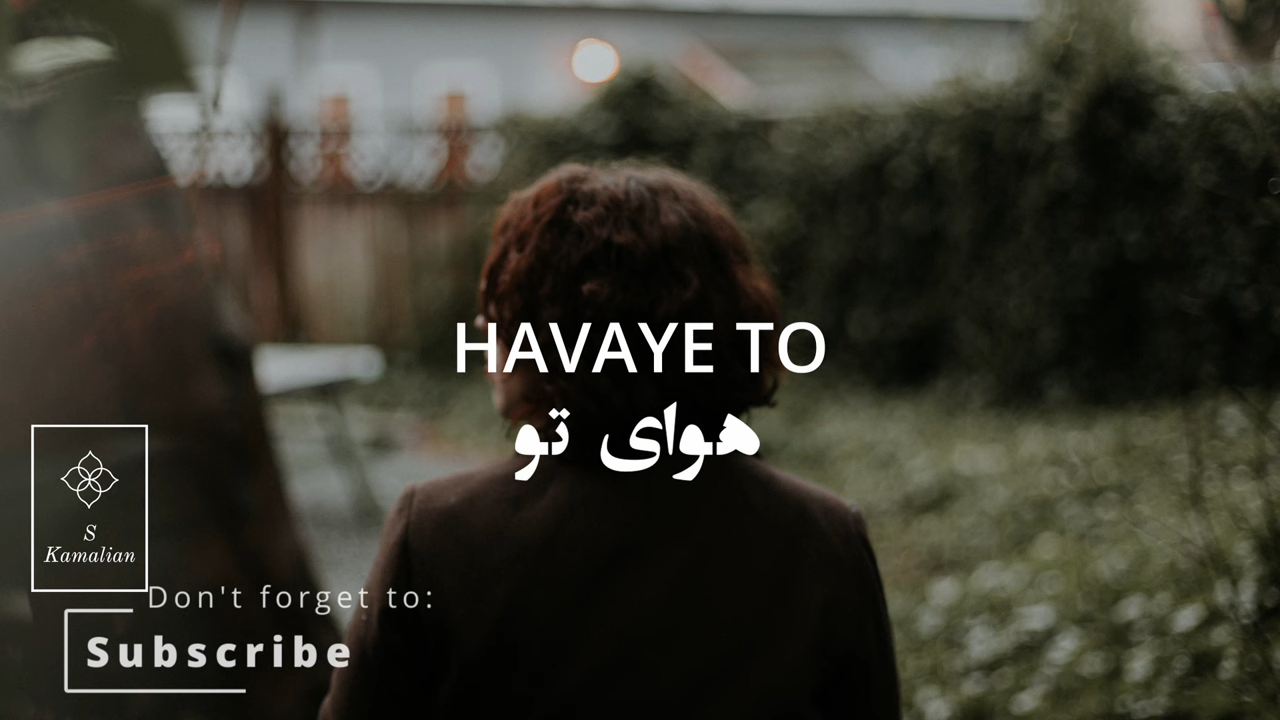 HAVAYE TO
هوای تو
S
Kamalian
Don't forget to:
Subscribe